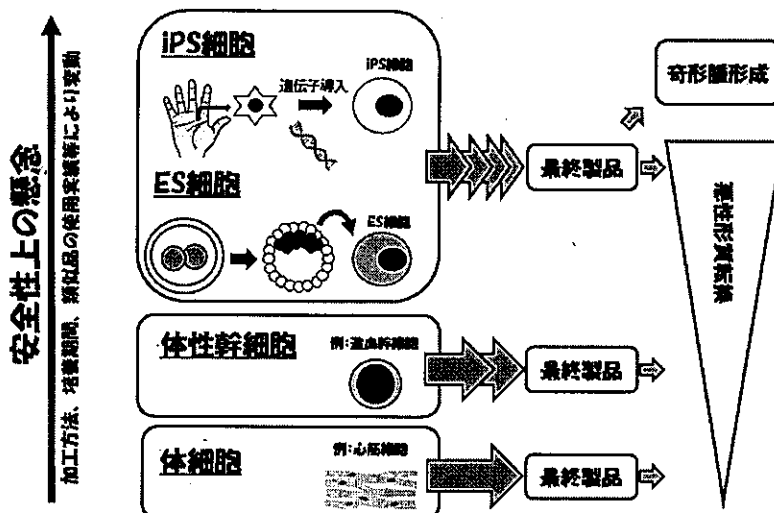 安全性上の懸念
加工方法、培養期間、類似品の使用実績等により変動
iPS細胞
遺伝子導入
iPS細胞
ES細胞
ES細胞
最終製品
奇形腫形成
悪性形質転換
体性幹細胞
例:造血幹細胞
最終製品
体細胞
例:心筋細胞
最終製品